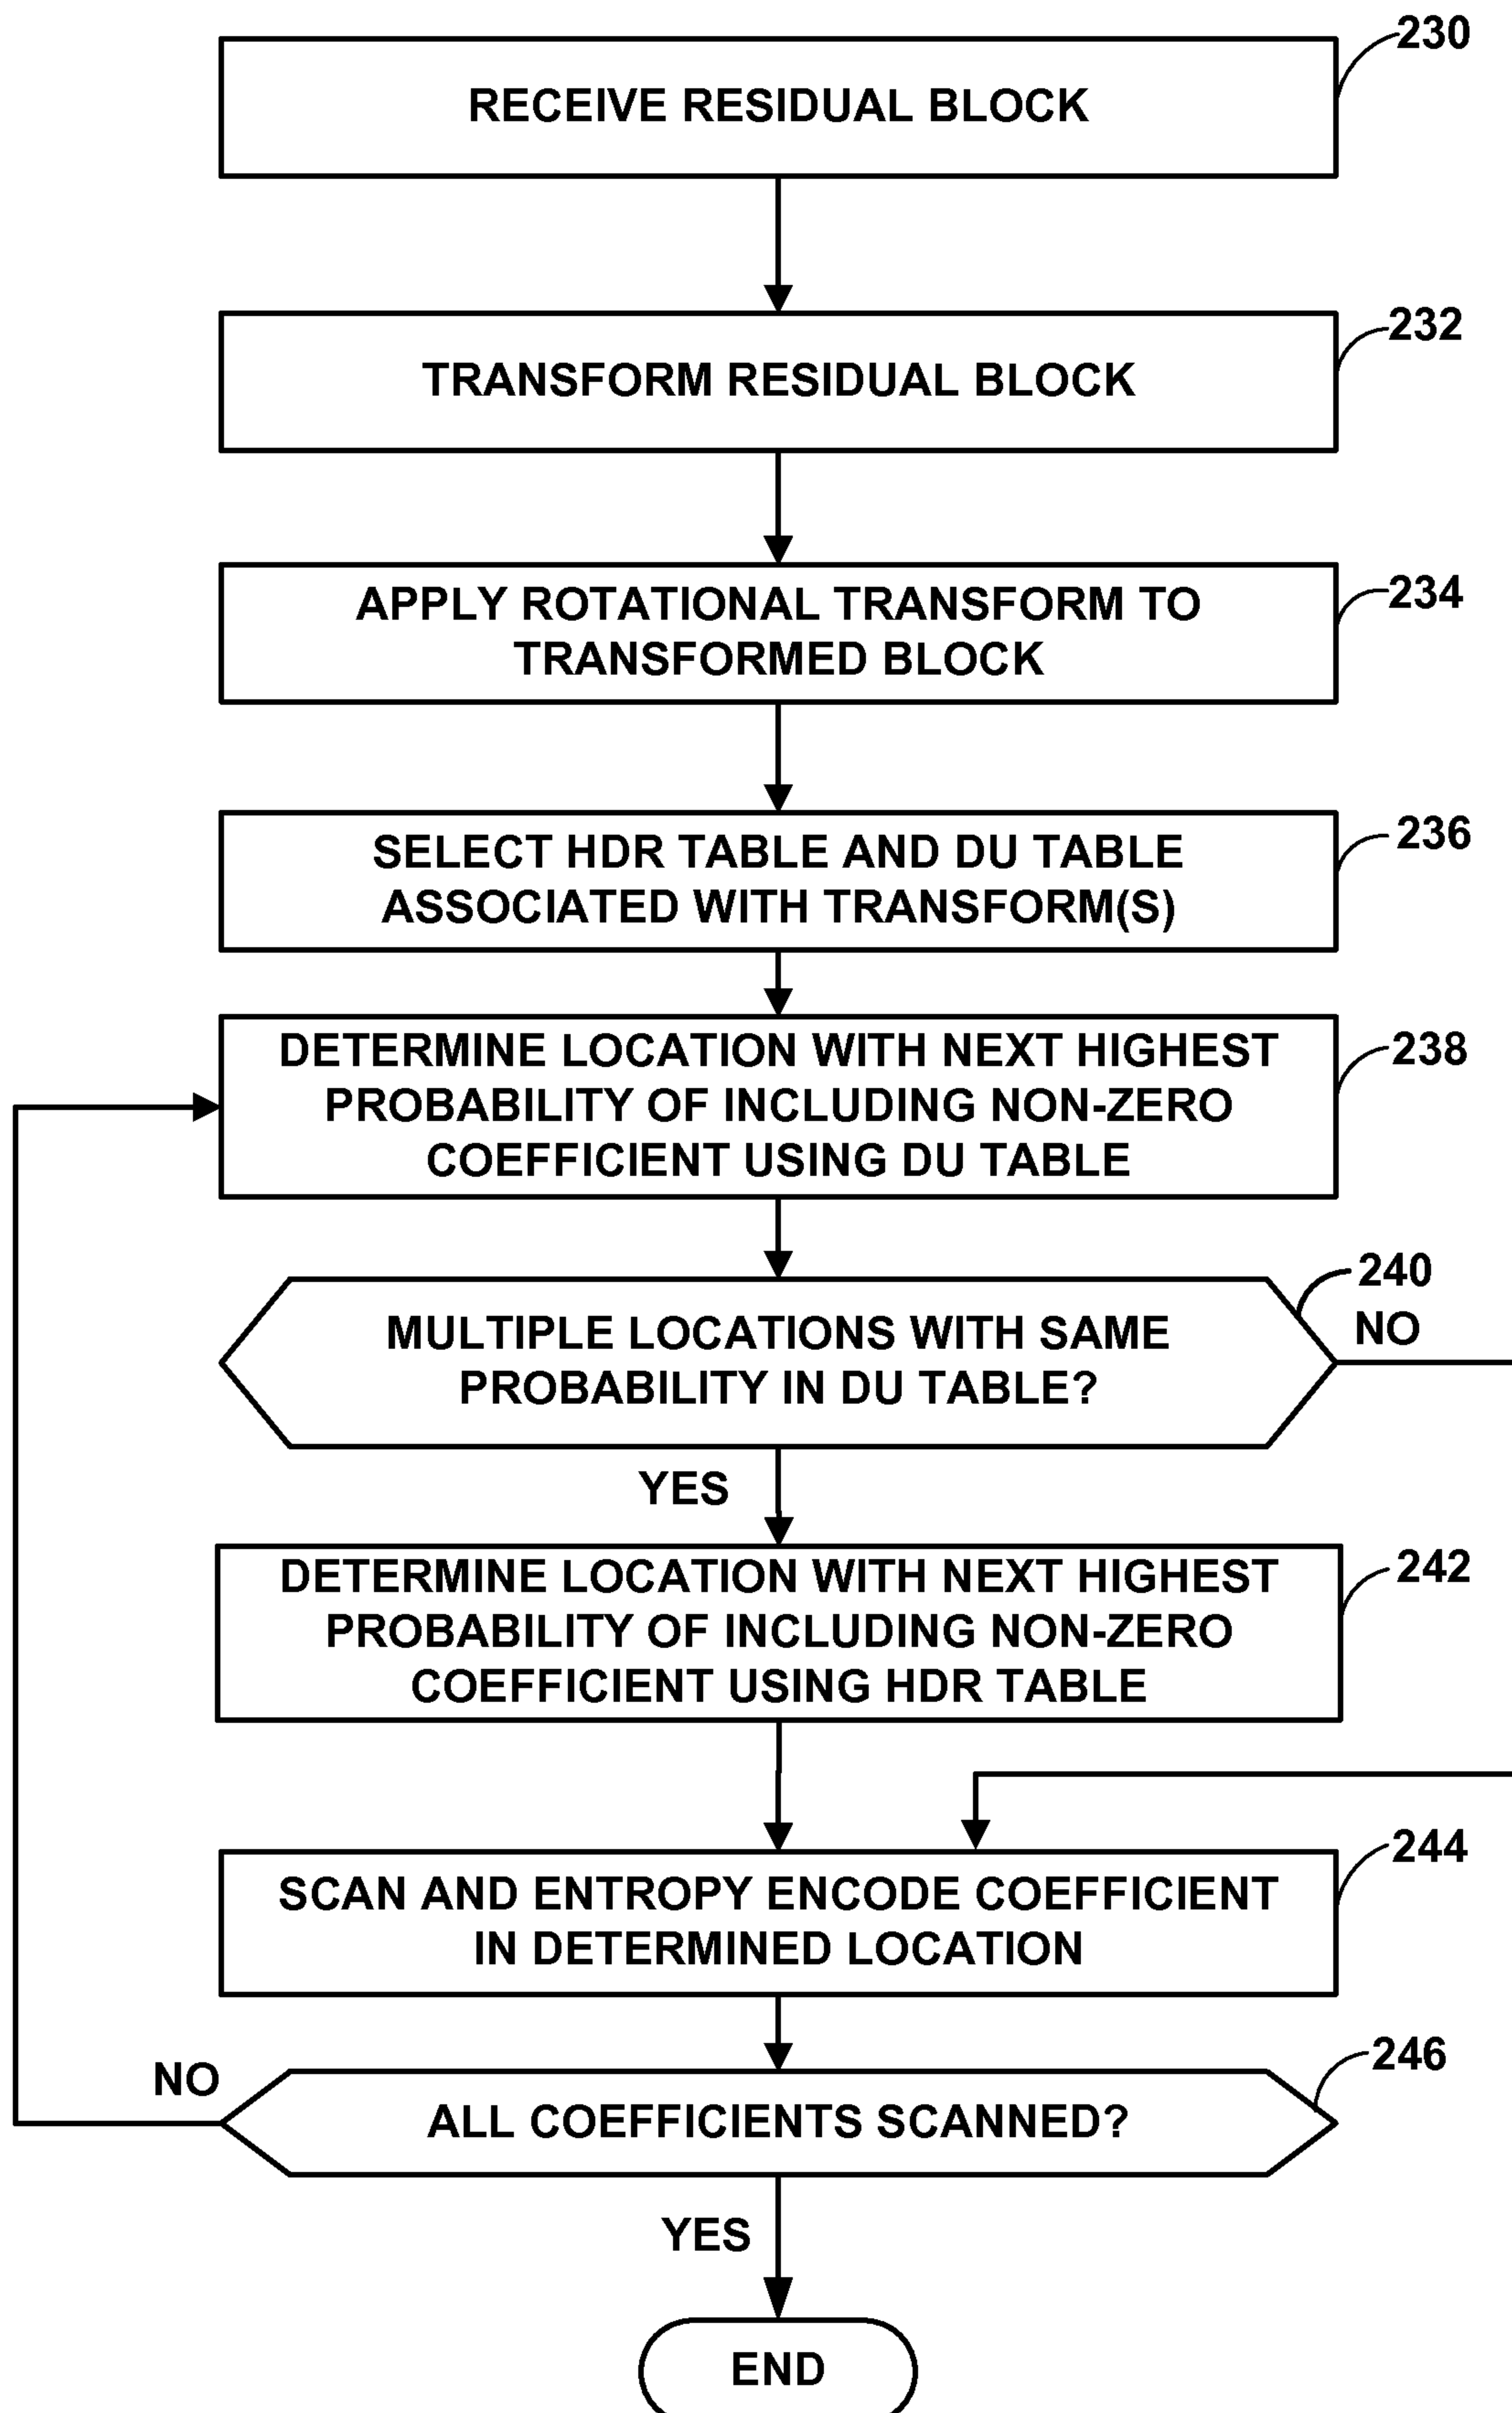 230
RECEIVE RESIDUAL BLOCK
232
TRANSFORM RESIDUAL BLOCK
234
APPLY ROTATIONAL TRANSFORM TO
TRANSFORMED BLOCK
236
SELECT HDR TABLE AND DU TABLE
ASSOCIATED WITH TRANSFORM(S)
238
DETERMINE LOCATION WITH NEXT HIGHEST
PROBABILITY OF INCLUDING NON-ZERO
COEFFICIENT USING DU TABLE
240
NO
MULTIPLE LOCATIONS WITH SAME
PROBABILITY IN DU TABLE?
YES
242
DETERMINE LOCATION WITH NEXT HIGHEST
PROBABILITY OF INCLUDING NON-ZERO
COEFFICIENT USING HDR TABLE
244
SCAN AND ENTROPY ENCODE COEFFICIENT
IN DETERMINED LOCATION
246
NO
ALL COEFFICIENTS SCANNED?
YES
END